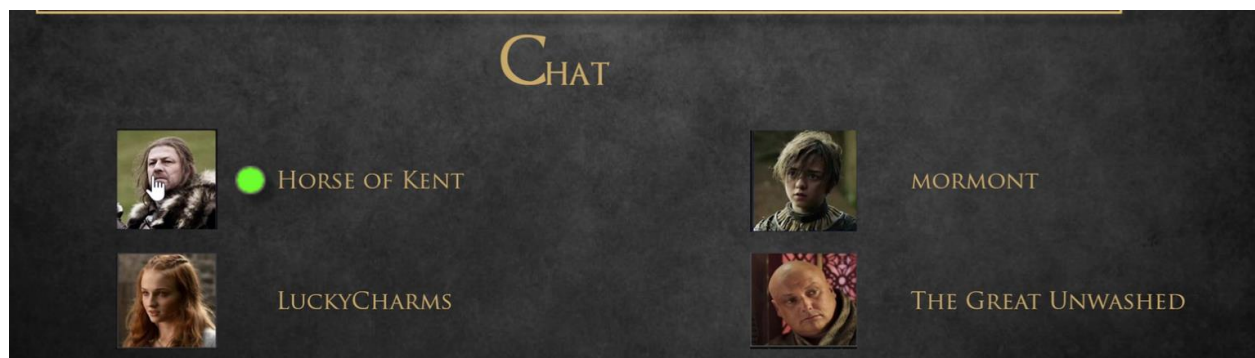 Chat
Horse of Kent
mormont
LuckyCharms
The Great Unwashed